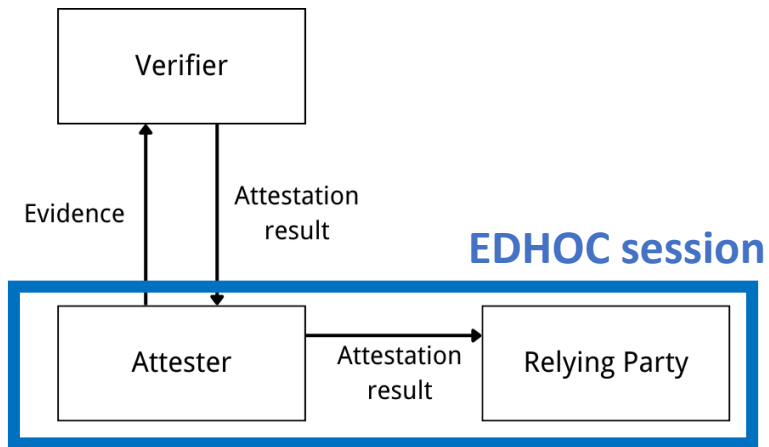 Verifier
Evidence
Attestation
result
EDHOC session
Attester
Attestation
result
Relying Party